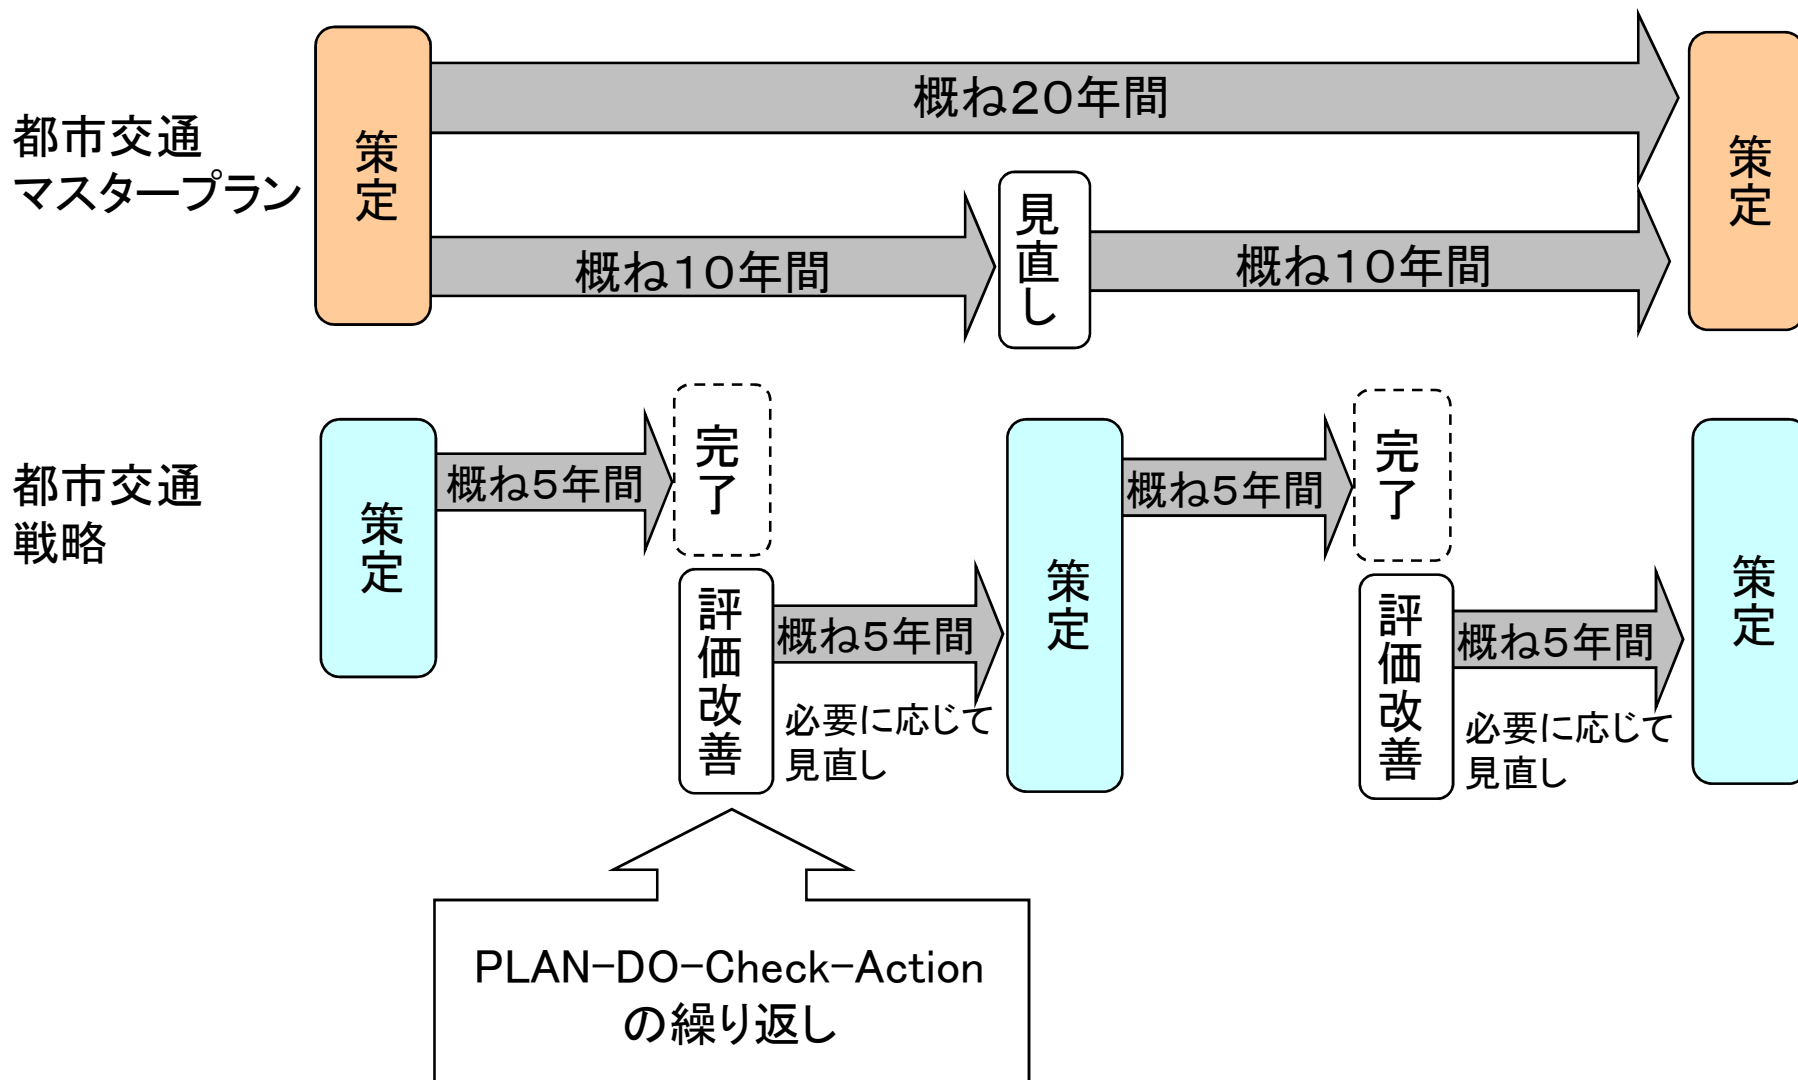 都市交通
マスタープラン
策定
概ね２０年間
概ね１０年間
見直し
概ね１０年間
策定
都市交通
戦略
策定
概ね５年間
完了
評価改善
概ね５年間
必要に応じて
見直し
策定
概ね５年間
完了
評価改善
概ね５年間
必要に応じて
見直し
策定
PLAN−DO−Check−Action
の繰り返し